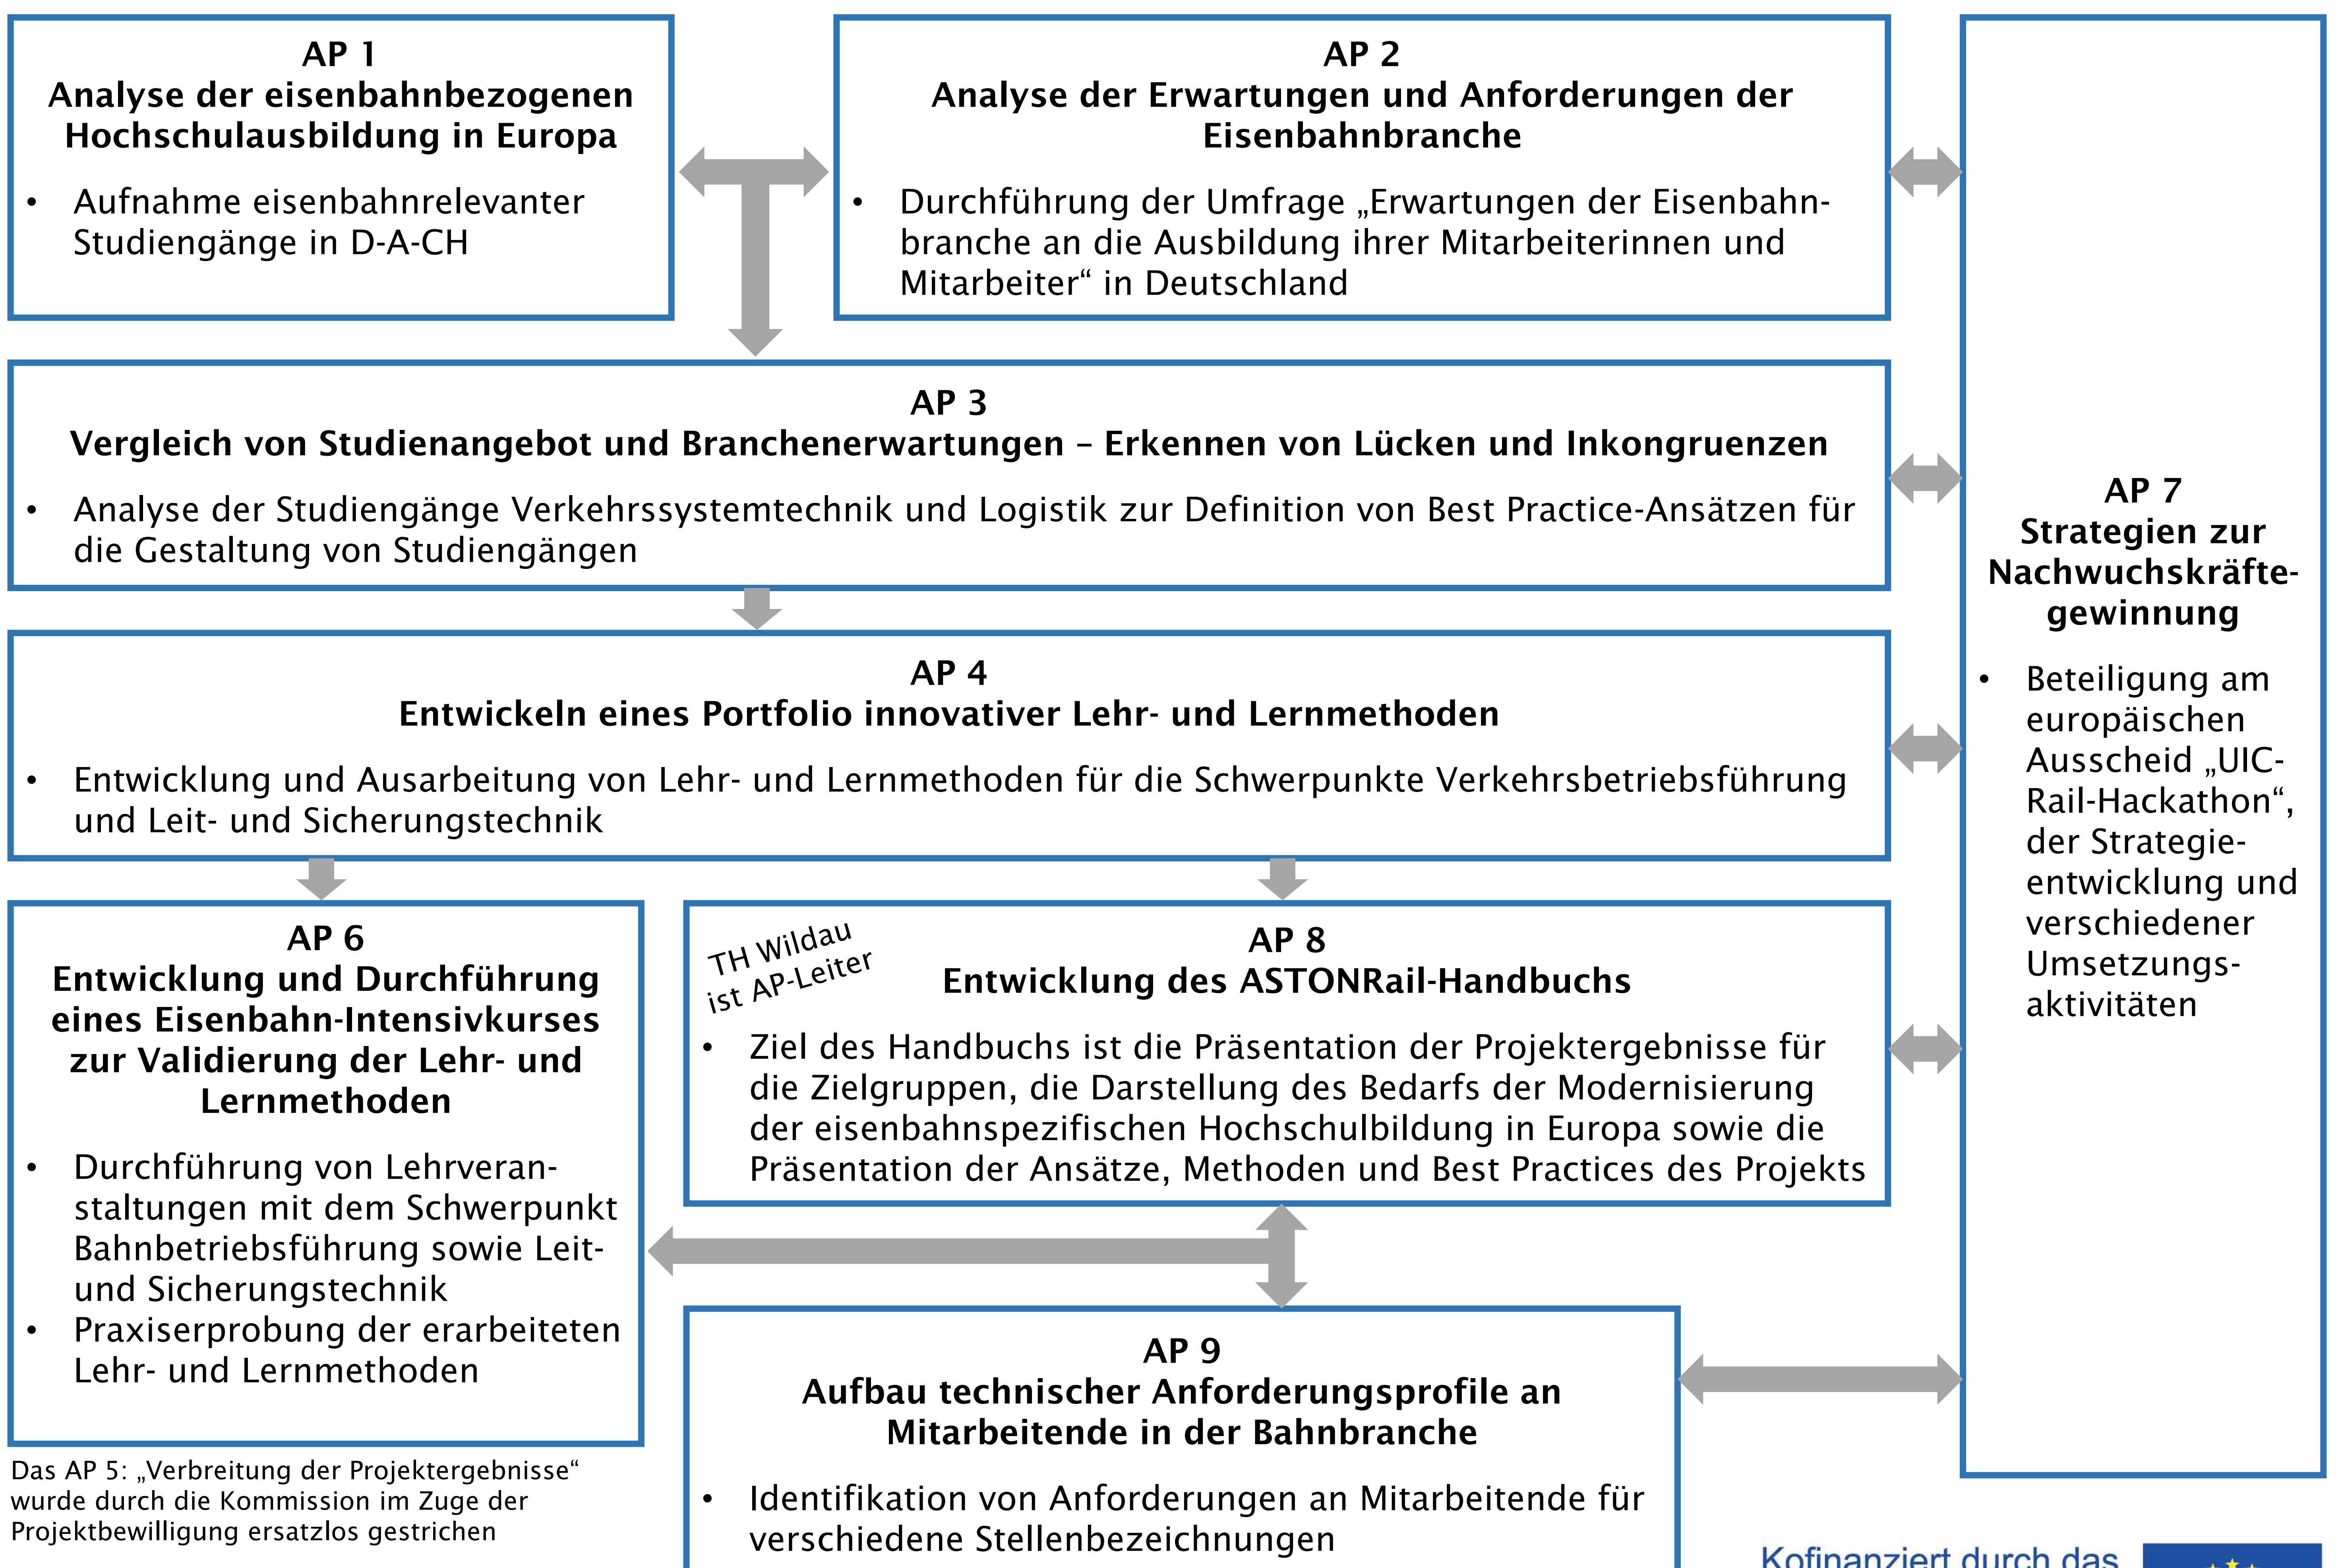 AP 1
Analyse der eisenbahnbezogenen
Hochschulausbildung in Europa
• Aufnahme eisenbahnrelevanter
Studiengänge in D-A-CH
AP 2
Analyse der Erwartungen und Anforderungen der
Eisenbahnbranche
• Durchführung der Umfrage „Erwartungen der Eisenbahn-
branche an die Ausbildung ihrer Mitarbeiterinnen und
Mitarbeiter“ in Deutschland
AP 3
Vergleich von Studienangebot und Branchenerwartungen – Erkennen von Lücken und Inkongruenzen
• Analyse der Studiengänge Verkehrssystemtechnik und Logistik zur Definition von Best Practice-Ansätzen für
die Gestaltung von Studiengängen
AP 4
Entwickeln eines Portfolio innovativer Lehr- und Lernmethoden
• Entwicklung und Ausarbeitung von Lehr- und Lernmethoden für die Schwerpunkte Verkehrsbetriebsführung
und Leit- und Sicherungstechnik
AP 6
Entwicklung und Durchführung
eines Eisenbahn-Intensivkurses
zur Validierung der Lehr- und
Lernmethoden
• Durchführung von Lehrveran-
staltungen mit dem Schwerpunkt
Bahnbetriebsführung sowie Leit-
und Sicherungstechnik
• Praxiserprobung der erarbeiteten
Lehr- und Lernmethoden
TH Wildau
ist AP-Leiter
AP 8
Entwicklung des ASTONRail-Handbuchs
• Ziel des Handbuchs ist die Präsentation der Projektergebnisse für
die Zielgruppen, die Darstellung des Bedarfs der Modernisierung
der eisenbahnspezifischen Hochschulbildung in Europa sowie die
Präsentation der Ansätze, Methoden und Best Practices des Projekts
AP 9
Aufbau technischer Anforderungsprofile an
Mitarbeitende in der Bahnbranche
• Identifikation von Anforderungen an Mitarbeitende für
verschiedene Stellenbezeichnungen
AP 7
Strategien zur
Nachwuchskräfte-
gewinnung
• Beteiligung am
europäischen
Ausscheid „UIC-
Rail-Hackathon“,
der Strategie-
entwicklung und
verschiedener
Umsetzungs-
aktivitäten
Das AP 5: „Verbreitung der Projektergebnisse“
wurde durch die Kommission im Zuge der
Projektbewilligung ersatzlos gestrichen
Kofinanziert durch das